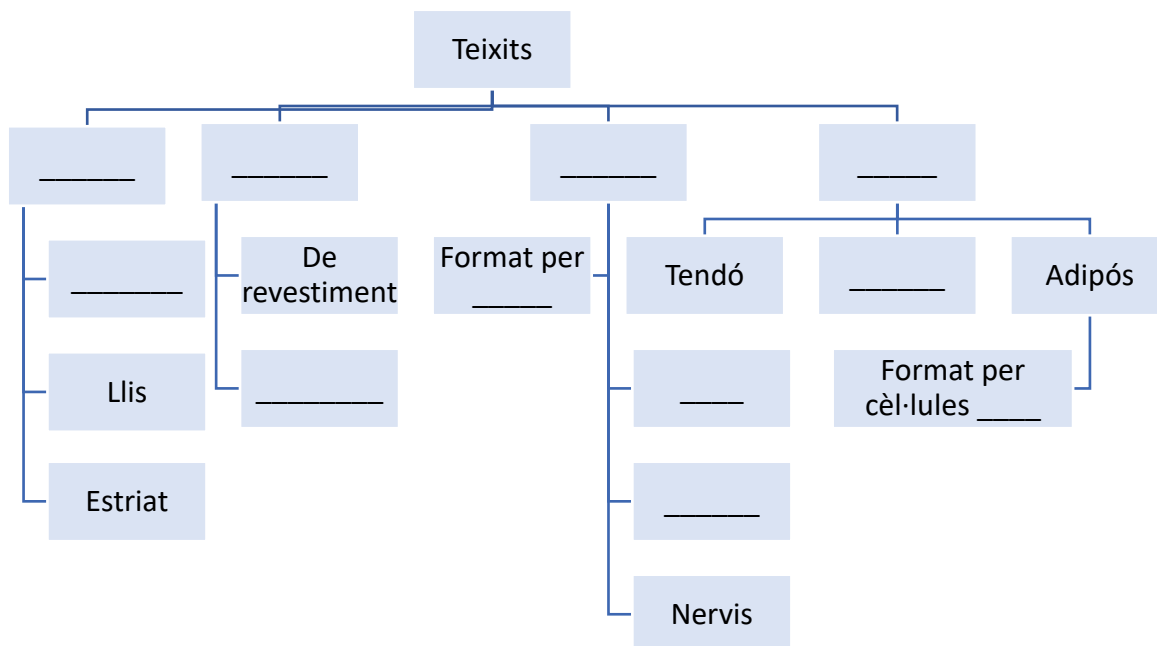 Teixits
______
______
______
_____
_______
De
revestiment
Format per
_____
Tendó
______
Adipós
Llis
________
____
Format per
cèl·lules ____
Estriat
______
Nervis